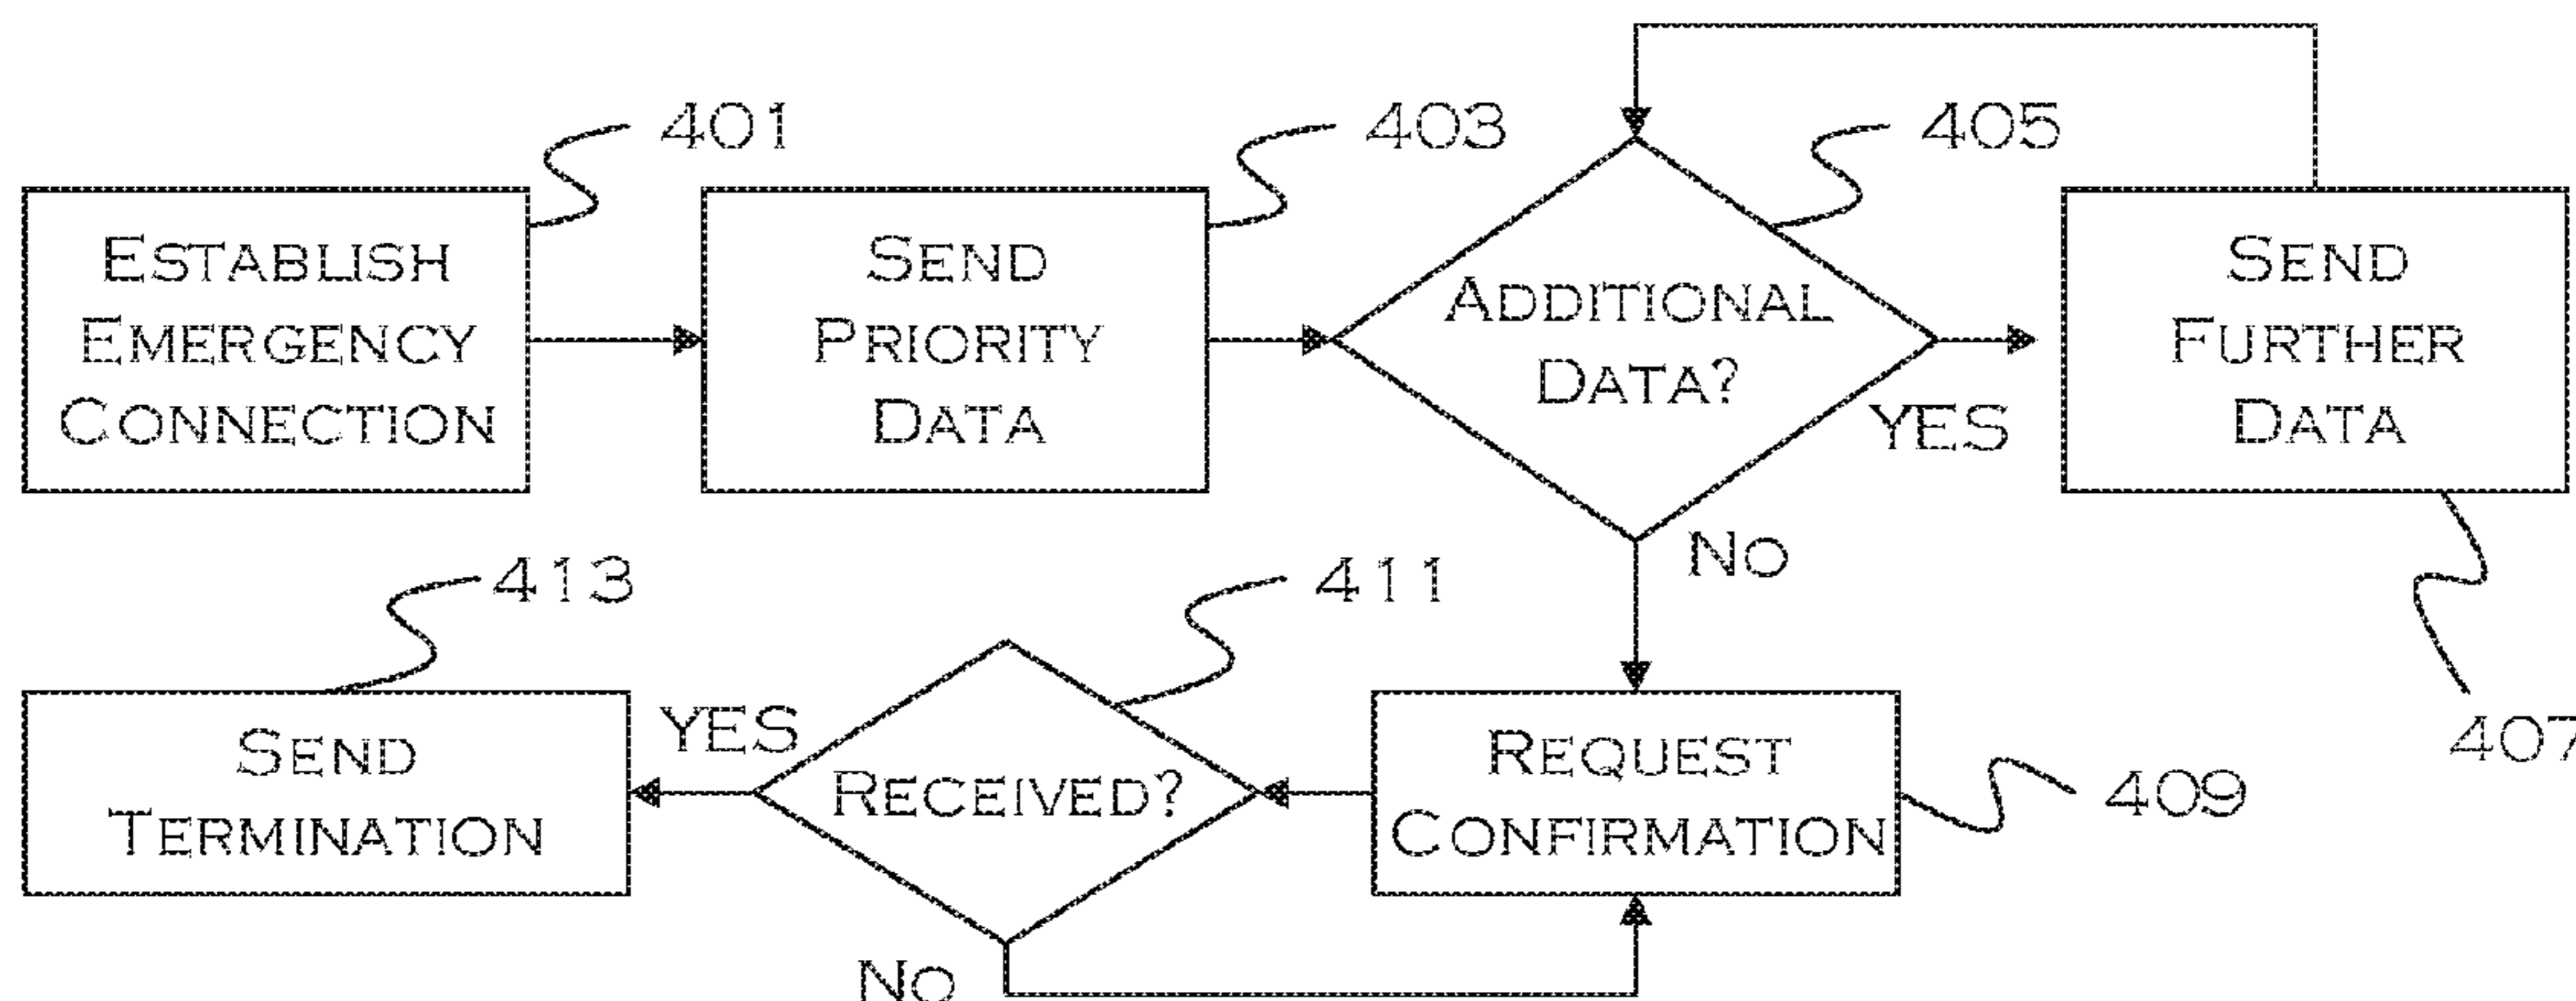 401
403
405
ESTABLISH
EMERGENCY
CONNECTION
SEND
PRIORITY
DATA
ADDITIONAL
DATA?
YES
SEND
FURTHER
DATA
NO
413
411
407
SEND
TERMINATION
YES
RECEIVED?
REQUEST
CONFIRMATION
409
NO